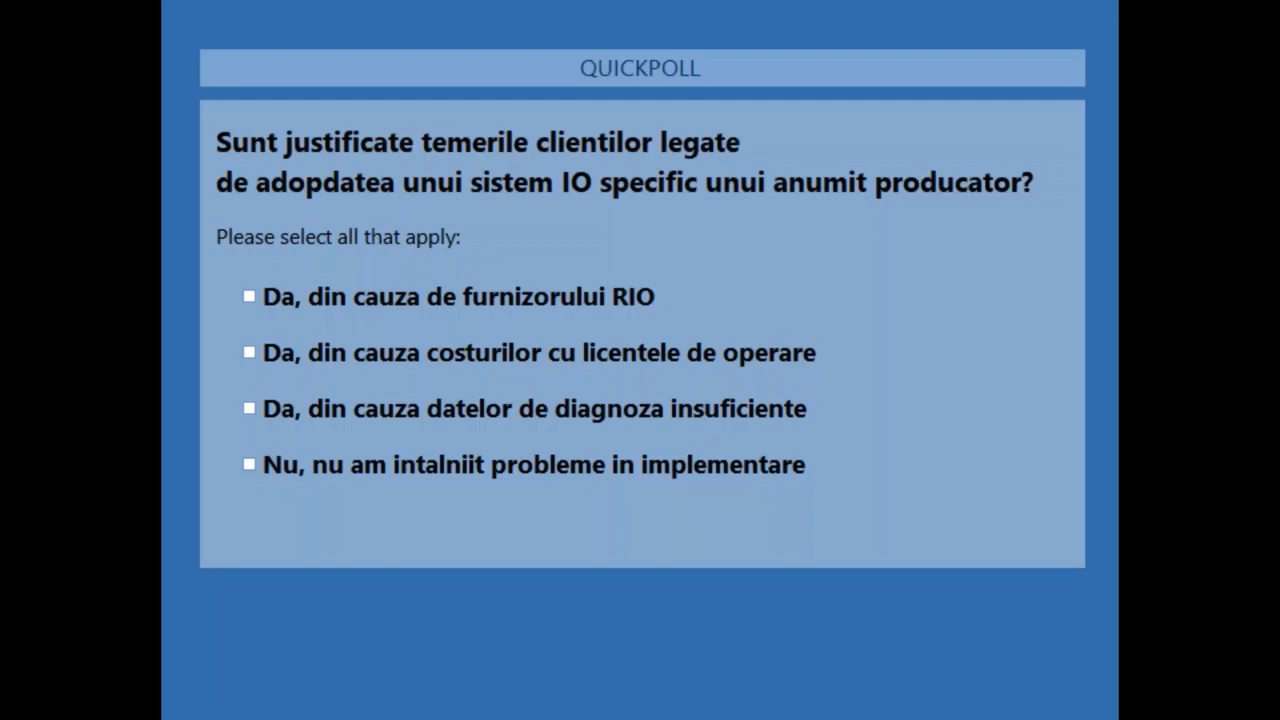 QUICKPOLL
Sunt justificate temerile clientilor legate
de adopdatea unui sistem IO specific unui anumit producator?
Please select all that apply:
Da, din cauza de furnizorului RIO
Da, din cauza costurilor cu licentele de operare
Da, din cauza datelor de diagnoza insuficiente
Nu, nu am intalniit probleme in implementare